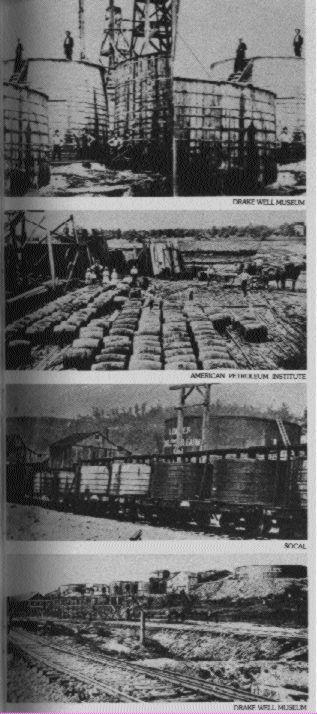 DRAKE WELL MUSEUM
AMERICAN PETROLEUM INSTITUTE
SOCAL
DRAKE WELL MUSEUM